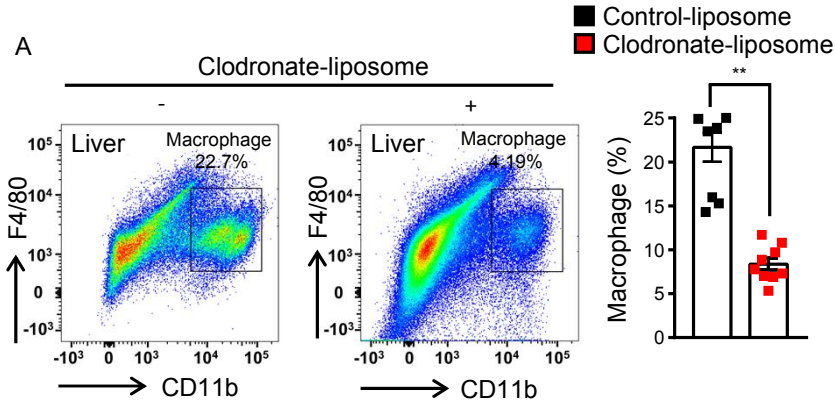 A
Clodronate-liposome
-
+
Liver
Macrophage
22.7%
F4/80
10⁵
10⁴
10³
0
-10³
-10³ 0 10³ 10⁴ 10⁵
CD11b
Liver
Macrophage
4.19%
F4/80
10⁵
10⁴
10³
0
-10³
-10³ 0 10³ 10⁴ 10⁵
CD11b
Control-liposome
Clodronate-liposome
**
Macrophage (%)
25
20
15
10
5
0